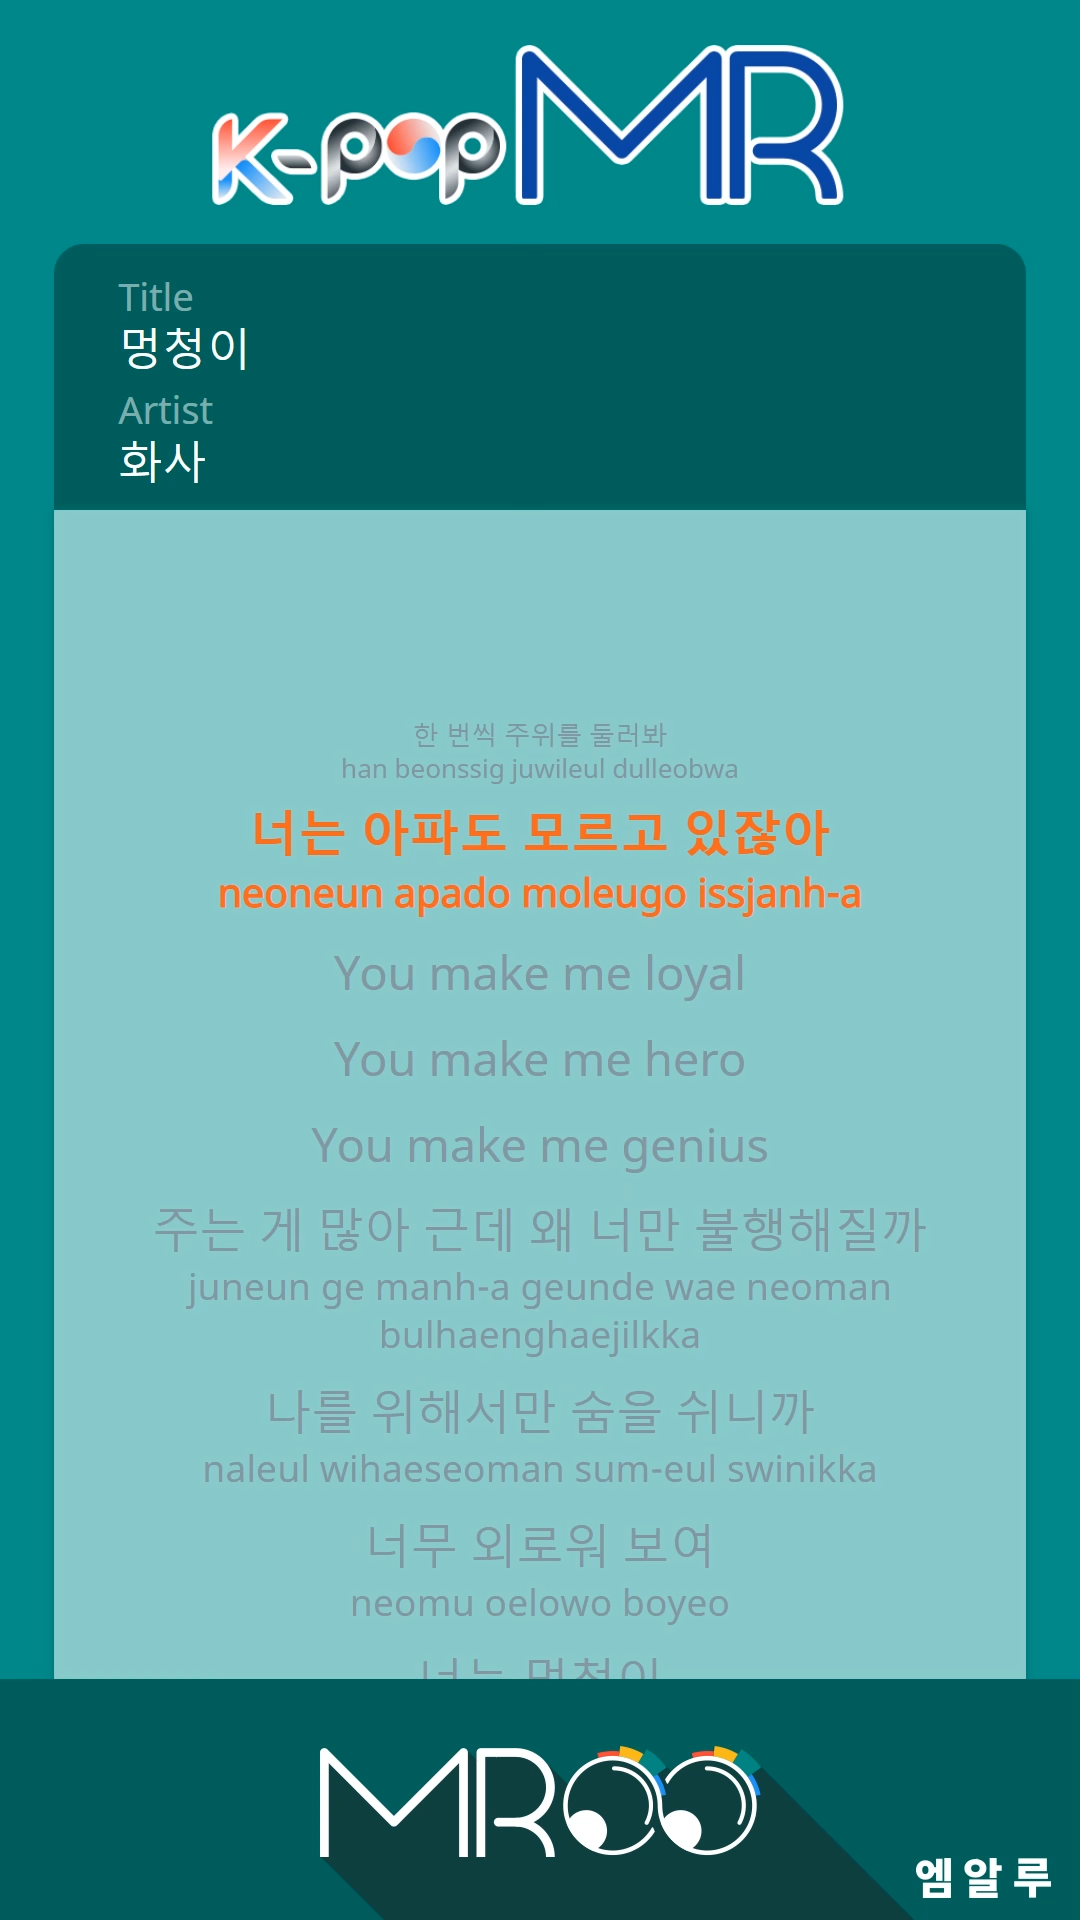 K-pop MR
Title
멍청이
Artist
화사
한 번씩 주위를 둘러봐
han beonssig juwileul dulleobwa
너는 아파도 모르고 있잖아
neoneun apado moleugo issjanh-a
You make me loyal
You make me hero
You make me genius
주는 게 많아 근데 왜 너만 불행해질까
juneun ge manh-a geunde wae neoman
bulhaenghaejilkka
나를 위해서만 숨을 쉬니까
naleul wihaeseoman sum-eul swinikka
너무 외로워 보여
neomu oelowo boyeo
너는 멍청이
MROO
엠알루